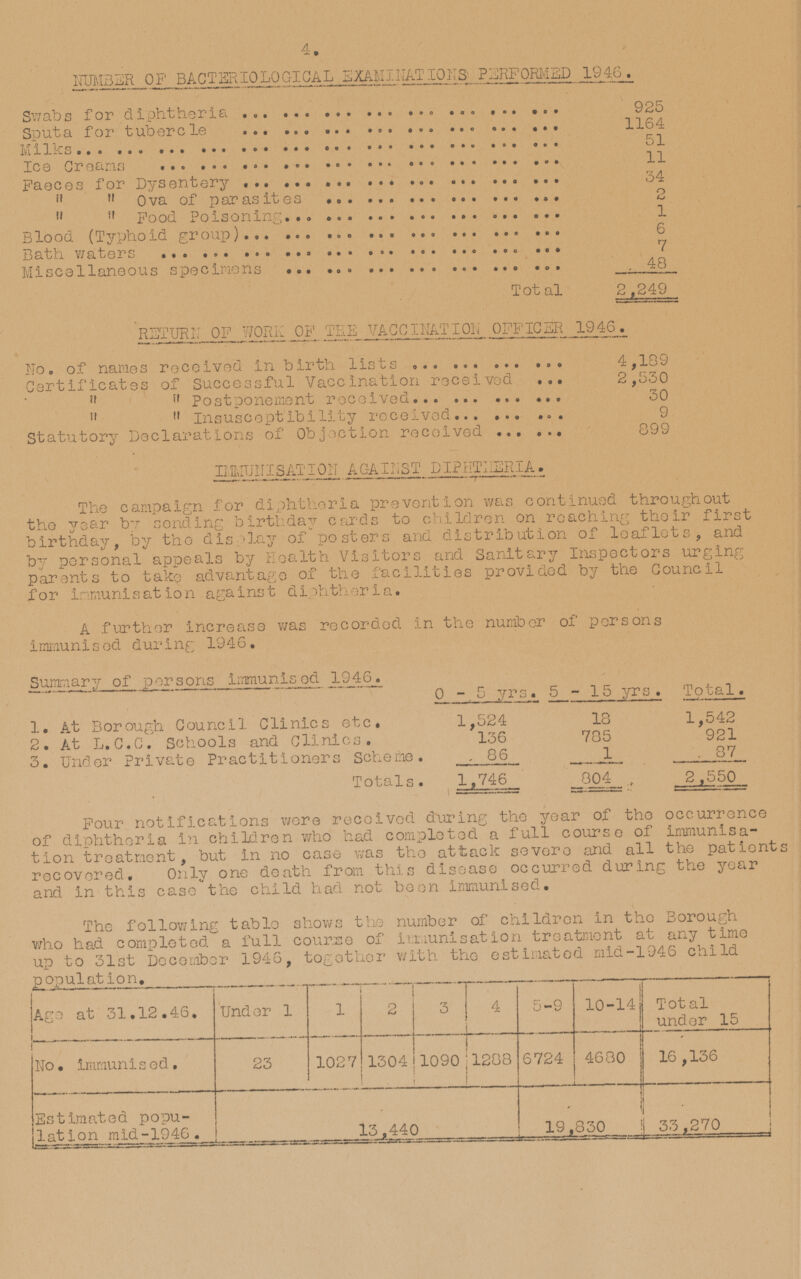 4.
NUMBER OF BACTERIOLOGICAL EXAMINATIONS PERFORMED 1946.
Swabs for diphtheria ... ... ... ... ... ... ... ... 925
Sputa for tubercle ... ... ... ... ... ... ... ... 1164
Milks... ... ... ... ... ... ... ... ... ... ... ... 51
Ice Creams ... ... ... ... ... ... ... ... ... ... 11
Faeces for Dysentery ... ... ... ... ... ... ... ... 34
" " Ova of parasites ... ... ... ... ... ... 2
" " Food Poisoning... ... ... ... ... ... ... 1
Blood (Typhoid group)... ... ... ... ... ... ... ... 6
Bath waters ... ... ... ... ... ... ... ... ... ... 7
Miscellaneous specimens ... ... ... ... ... ... ... 48
Total 2,249
RETURN OF WORK OF THE VACCINATION OFFICER 1946.
No. of names received in birth lists ... ... ... ... 4,189
Certificates of Successful Vaccination received ... 2,530
" " Postponement received... ... ... ... 30
" " Insusceptibility received... ... ... 9
Statutory Declarations of Objection received ... ... 899
IMMUNISATION AGAINST DIPHTHERIA.
The campaign for diphtheria prevention was continued throughout
the year by sending birthday cards to children on reaching their first
birthday, by the display of posters and distribution of leaflets, and
by personal appeals by Health Visitors and Sanitary Inspectors urging
parents to take advantage of the facilities provided by the Council
for immunisation against diphtheria.
A further increase was recorded in the number of persons
immunised during 1946.
Summary of persons immunised 1946.
0 - 5 yrs. 5 - 15 yrs. Total.
1. At Borough Council Clinics etc. 1,524 18 1,542
2. At L.C.C. Schools and Clinics. 136 785 921
3. Under Private Practitioners Scheme. 86 1 87
Totals. 1,746 804 2,550
Four notifications were received during the year of the occurrence
of diphtheria in children who had completed a full course of immunisa-
tion treatment, but in no case was the attack severe and all the patients
recovered. Only one death from this disease occurred during the year
and in this case the child had not been immunised.
The following table shows the number of children in the Borough
who had completed a full course of immunisation treatment at any time
up to 31st December 1946, together with the estimated mid-1946 child
population.
Age at 31.12.46. Under 1 1 2 3 4 5-9 10-14 Total
under 15
No. immunised. 23 1027 1304 1090 1288 6724 4680 16,136
Estimated popu-
lation mid-1946. 13,440 19,830 33,270